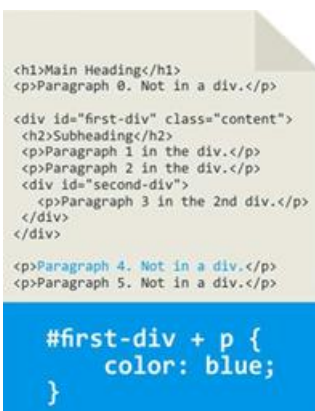 <h1>Main Heading</h1>
<p>Paragraph 0. Not in a div.</p>
<div id="first-div" class="content">
<h2>Subheading</h2>
<p>Paragraph 1 in the div.</p>
<p>Paragraph 2 in the div.</p>
<div id="second-div">
<p>Paragraph 3 in the 2nd div.</p>
</div>
</div>
<p>Paragraph 4. Not in a div.</p>
<p>Paragraph 5. Not in a div.</p>
#first-div + p {
color: blue;
}